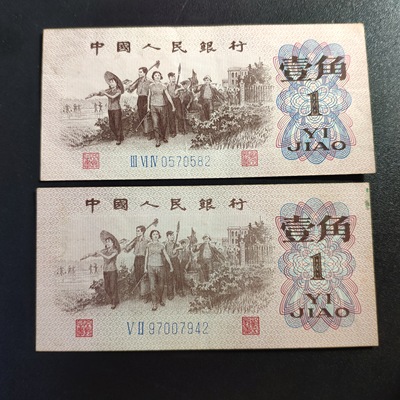 中國人民銀行
壹角
1
YI
JIAO
III VI IV 0570582
中國人民銀行
壹角
1
YI
JIAO
V II 97007942